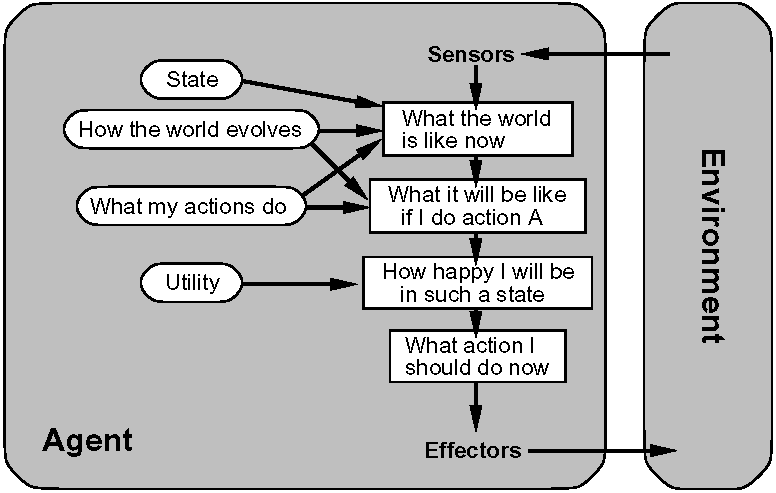 Sensors
State
What the world
is like now
How the world evolves
What it will be like
if I do action A
What my actions do
How happy I will be
in such a state
Utility
What action I
should do now
Agent
Effectors
Environment